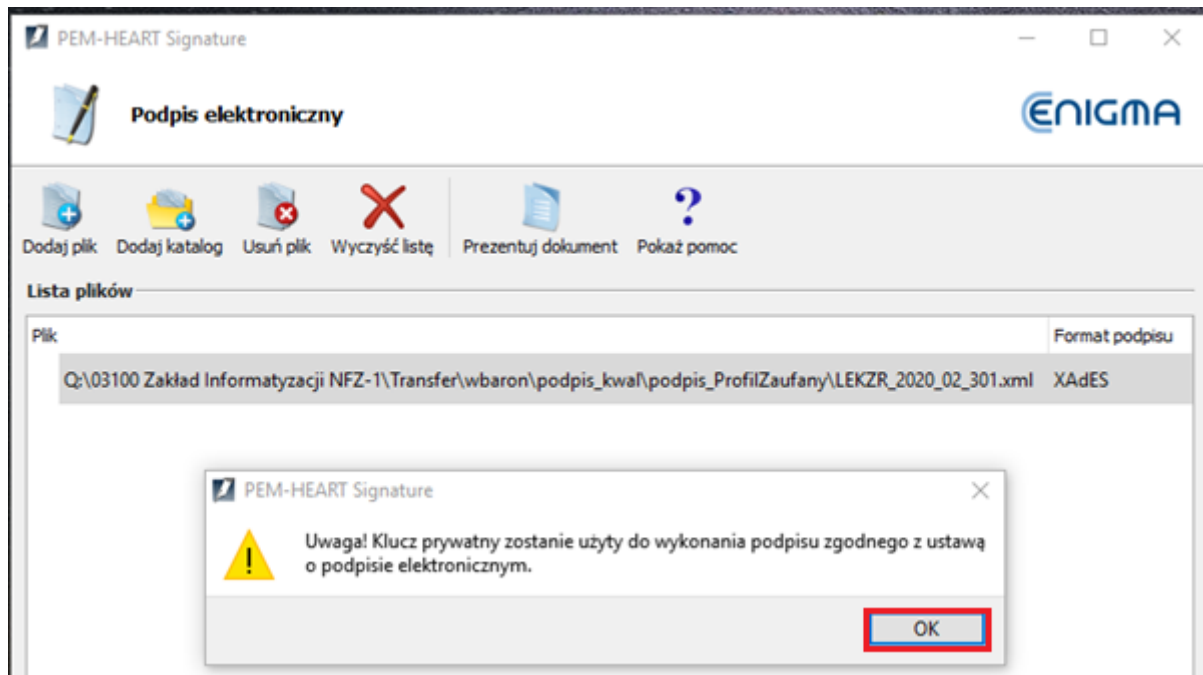 PEM-HEART Signature
Podpis elektroniczny
ENIGMA
Dodaj plik
Dodaj katalog
Usuń plik
Wyczyść listę
Prezentuj dokument
Pokaż pomoc
Lista plików
Plik
Format podpisu
Q:\03100 Zakład Informatyzacji NFZ-1\Transfer\wbaron\podpis_kwal\podpis_ProfilZaufany\LEKZR_2020_02_301.xml XAdES
PEM-HEART Signature
Uwaga! Klucz prywatny zostanie użyty do wykonania podpisu zgodnego z ustawą
o podpisie elektronicznym.
OK